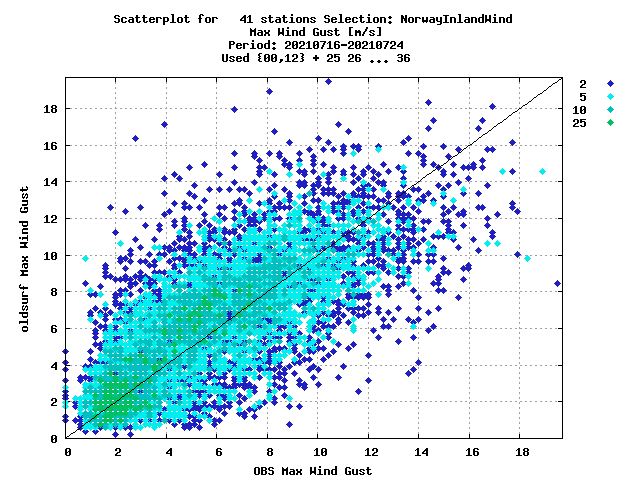 Scatterplot for   41 stations Selection: NorwayInlandWind
Max Wind Gust [m/s]
Period: 20210716-20210724
Used {00,12} + 25 26 ... 36
2
5
10
25
18
16
14
12
10
8
6
4
2
0
oldsurf Max Wind Gust
0 2 4 6 8 10 12 14 16 18
OBS Max Wind Gust